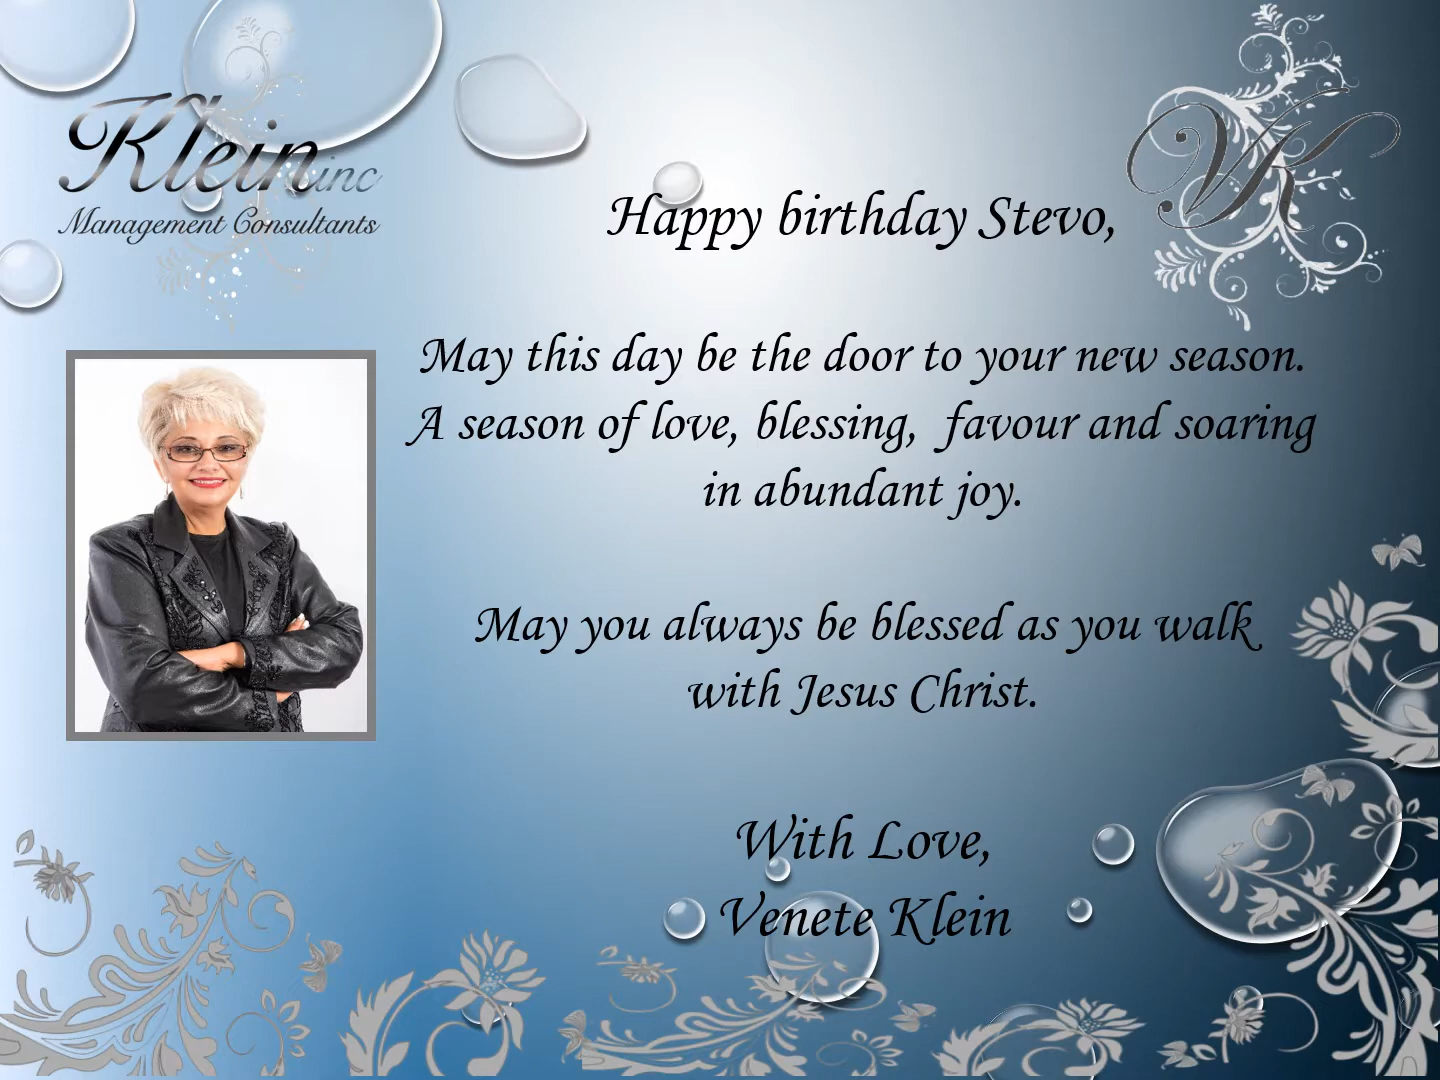 Klein inc
Management Consultants
VK
Happy birthday Stevo,
May this day be the door to your new season.
A season of love, blessing,  favour and soaring
in abundant joy.
May you always be blessed as you walk
with Jesus Christ.
With Love,
Venete Klein